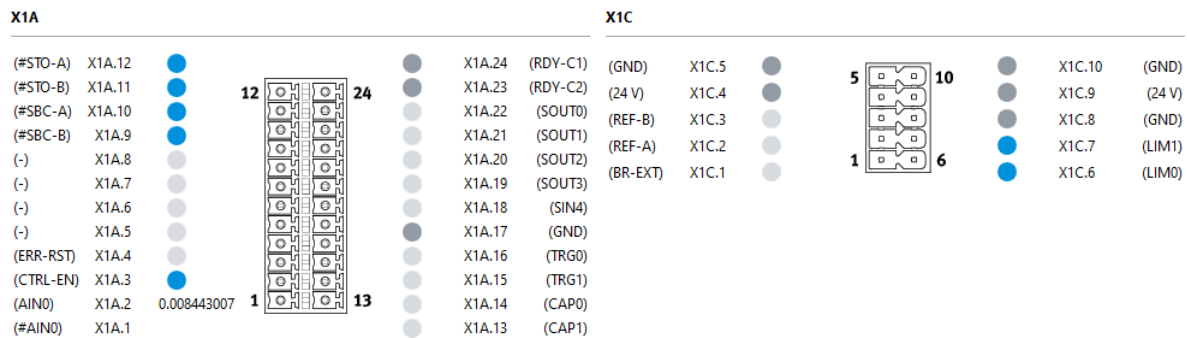 X1A
(#STO-A) X1A.12
(#STO-B) X1A.11
(#SBC-A) X1A.10
(#SBC-B) X1A.9
(-) X1A.8
(-) X1A.7
(-) X1A.6
(-) X1A.5
(ERR-RST) X1A.4
(CTRL-EN) X1A.3
(AIN0) X1A.2 0.008443007
(#AIN0) X1A.1
12 24
1 13
X1A.24 (RDY-C1)
X1A.23 (RDY-C2)
X1A.22 (SOUT0)
X1A.21 (SOUT1)
X1A.20 (SOUT2)
X1A.19 (SOUT3)
X1A.18 (SIN4)
X1A.17 (GND)
X1A.16 (TRG0)
X1A.15 (TRG1)
X1A.14 (CAP0)
X1A.13 (CAP1)
X1C
(GND) X1C.5
(24 V) X1C.4
(REF-B) X1C.3
(REF-A) X1C.2
(BR-EXT) X1C.1
5 10
1 6
X1C.10 (GND)
X1C.9 (24 V)
X1C.8 (GND)
X1C.7 (LIM1)
X1C.6 (LIM0)